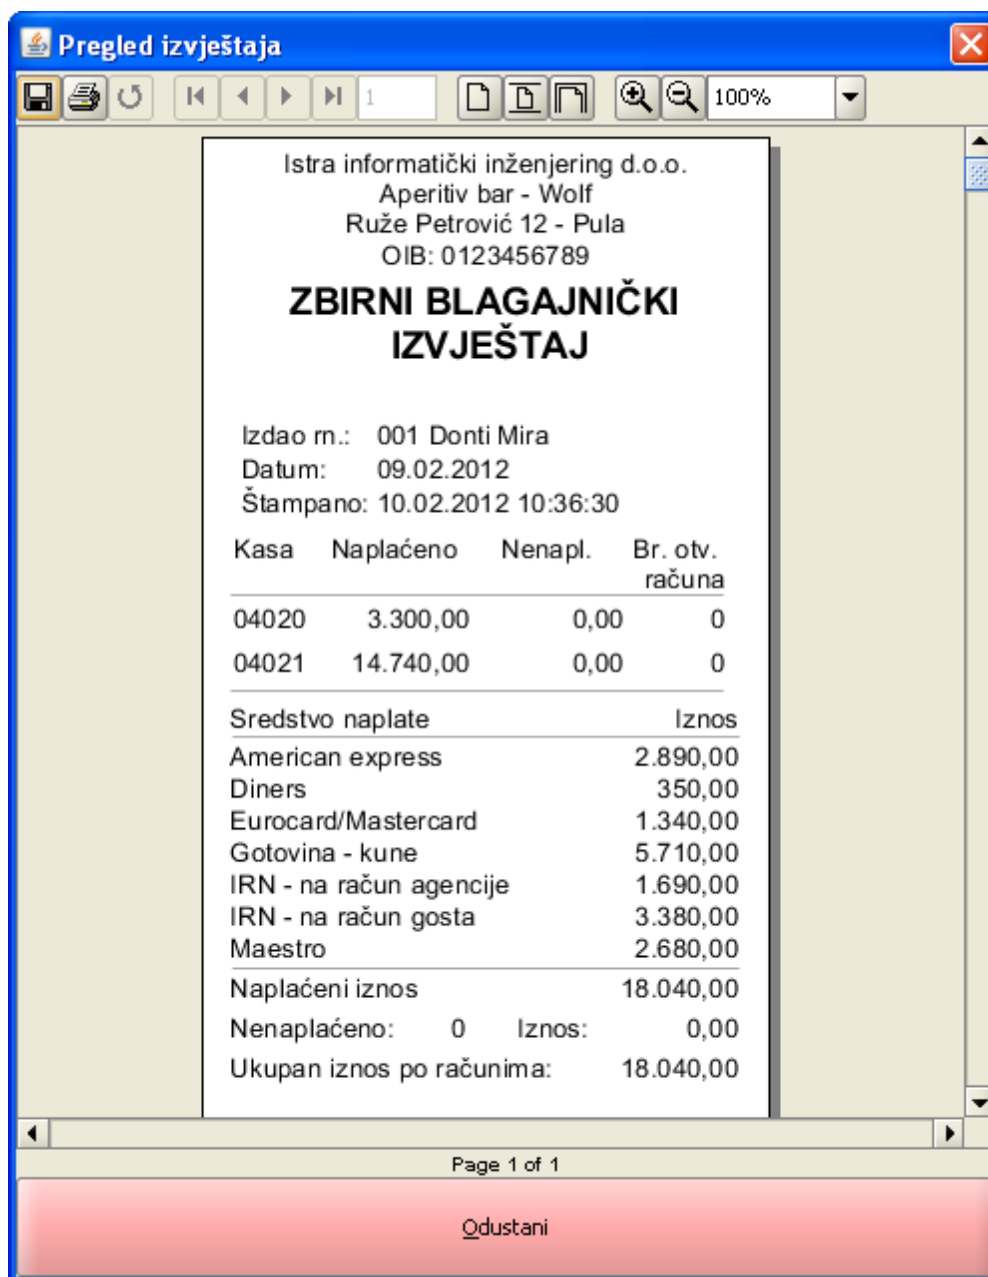 Pregled izvještaja
1
100%
Istra informatički inženjering d.o.o.
Aperitiv bar - Wolf
Ruže Petrović 12 - Pula
OIB: 0123456789
ZBIRNI BLAGAJNIČKI
IZVJEŠTAJ
Izdao rn.: 001 Donti Mira
Datum: 09.02.2012
Štampano: 10.02.2012 10:36:30
Kasa Naplaćeno Nenapl. Br. otv.
računa
04020 3.300,00 0,00 0
04021 14.740,00 0,00 0
Sredstvo naplate Iznos
American express 2.890,00
Diners 350,00
Eurocard/Mastercard 1.340,00
Gotovina - kune 5.710,00
IRN - na račun agencije 1.690,00
IRN - na račun gosta 3.380,00
Maestro 2.680,00
Naplaćeni iznos 18.040,00
Nenaplaćeno: 0 Iznos: 0,00
Ukupan iznos po računima: 18.040,00
Page 1 of 1
Odustani